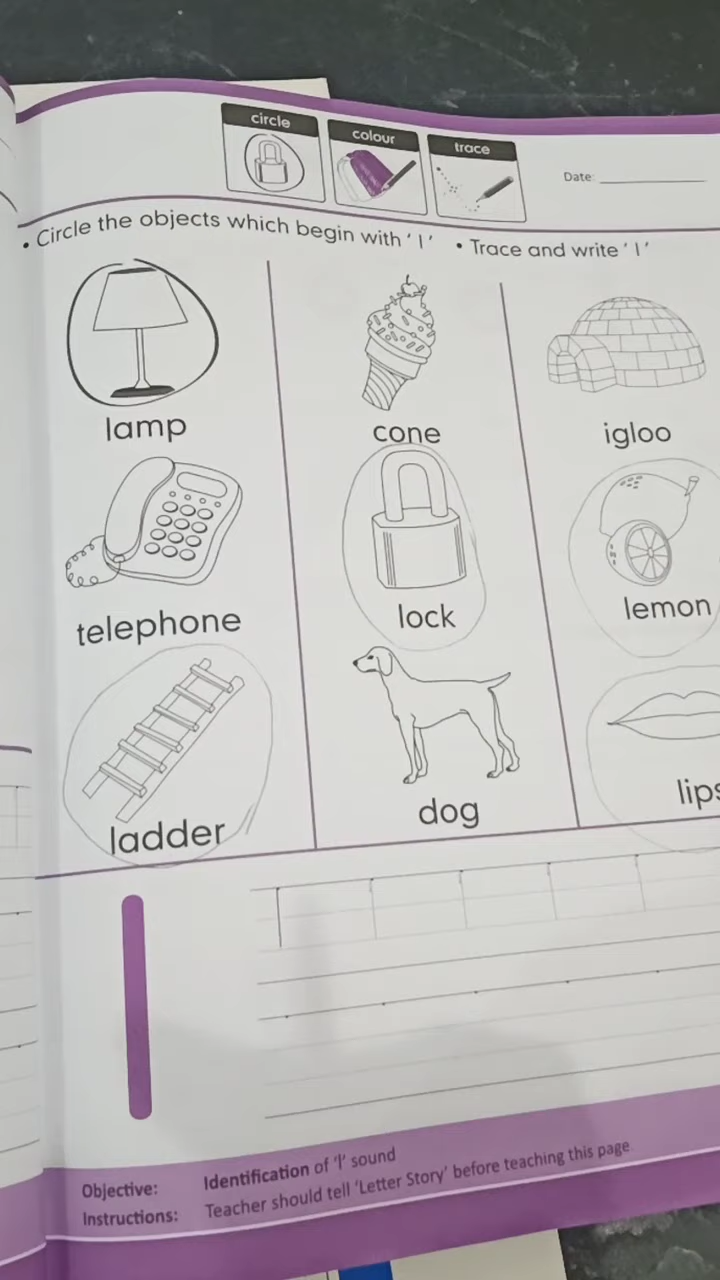 circle colour trace
Date:
• Circle the objects which begin with ‘ l ’ • Trace and write ‘ l ’
lamp cone igloo
telephone lock lemon
ladder dog lips
l
Objective: Identification of ‘l’ sound
Instructions: Teacher should tell ‘Letter Story’ before teaching this page